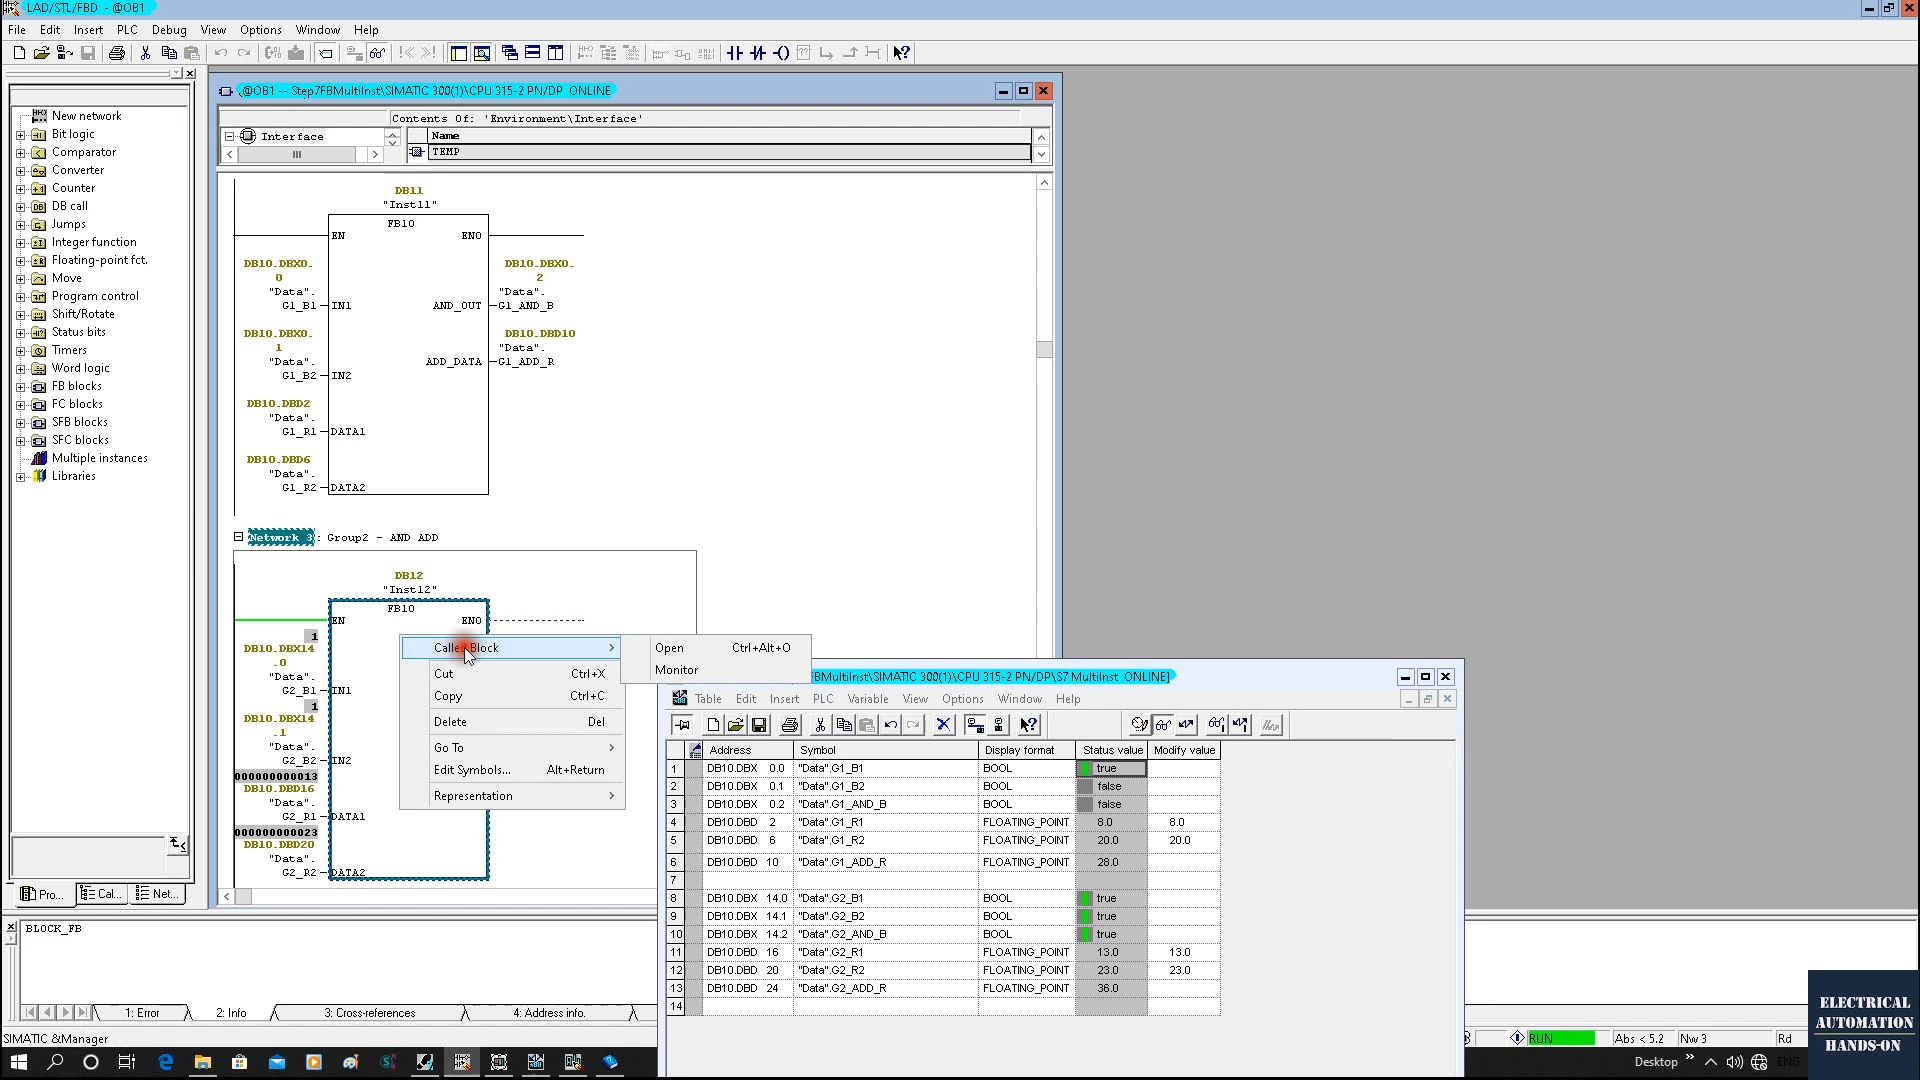 LAD/STL/FBD - @OB1
File Edit Insert PLC Debug View Options Window Help
@OB1 -- Step7FBMultiInst\SIMATIC 300(1)\CPU 315-2 PN/DP ONLINE
Contents Of: 'Environment\Interface'
Interface
Name
TEMP
New network
Bit logic
Comparator
Converter
Counter
DB call
Jumps
Integer function
Floating-point fct.
Move
Program control
Shift/Rotate
Status bits
Timers
Word logic
FB blocks
FC blocks
SFB blocks
SFC blocks
Multiple instances
Libraries
Pro... Cal... Net...
DB11
"Inst11"
FB10
EN ENO
DB10.DBX0.
0
"Data".
G1_B1 IN1
DB10.DBX0.
2
"Data".
AND_OUT G1_AND_B
DB10.DBX0.
1
"Data".
G1_B2 IN2
DB10.DBD10
"Data".
ADD_DATA G1_ADD_R
DB10.DBD2
"Data".
G1_R1 DATA1
DB10.DBD6
"Data".
G1_R2 DATA2
Network 3: Group2 - AND ADD
DB12
"Inst12"
FB10
EN ENO
1
DB10.DBX14
.0
"Data".
G2_B1 IN1
1
DB10.DBX14
.1
"Data".
G2_B2 IN2
000000000013
DB10.DBD16
"Data".
G2_R1 DATA1
000000000023
DB10.DBD20
"Data".
G2_R2 DATA2
Called Block
Cut Ctrl+X
Copy Ctrl+C
Delete Del
Go To
Edit Symbols... Alt+Return
Representation
Open Ctrl+Alt+O
Monitor
FBMultiInst\SIMATIC 300(1)\CPU 315-2 PN/DP\S7 MultiInst ONLINE]
Table Edit Insert PLC Variable View Options Window Help
Address Symbol Display format Status value Modify value
1 DB10.DBX 0.0 "Data".G1_B1 BOOL true
2 DB10.DBX 0.1 "Data".G1_B2 BOOL false
3 DB10.DBX 0.2 "Data".G1_AND_B BOOL false
4 DB10.DBD 2 "Data".G1_R1 FLOATING_POINT 8.0 8.0
5 DB10.DBD 6 "Data".G1_R2 FLOATING_POINT 20.0 20.0
6 DB10.DBD 10 "Data".G1_ADD_R FLOATING_POINT 28.0
7
8 DB10.DBX 14.0 "Data".G2_B1 BOOL true
9 DB10.DBX 14.1 "Data".G2_B2 BOOL true
10 DB10.DBX 14.2 "Data".G2_AND_B BOOL true
11 DB10.DBD 16 "Data".G2_R1 FLOATING_POINT 13.0 13.0
12 DB10.DBD 20 "Data".G2_R2 FLOATING_POINT 23.0 23.0
13 DB10.DBD 24 "Data".G2_ADD_R FLOATING_POINT 36.0
14
BLOCK_FB
1: Error 2: Info 3: Cross-references 4: Address info.
SIMATIC &Manager
RUN Abs < 5.2 Nw 3 Rd
Desktop ENG
ELECTRICAL
AUTOMATION
HANDS-ON